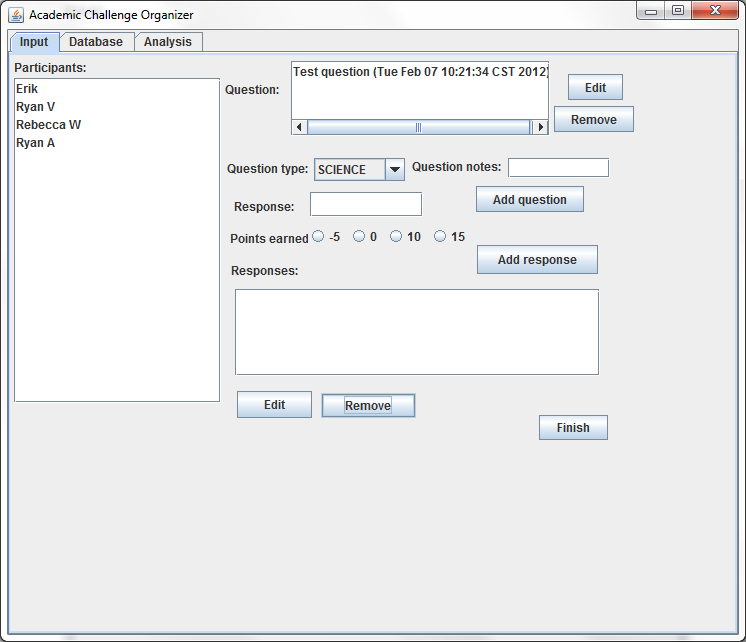 Academic Challenge Organizer
Input Database Analysis
Participants:
Erik
Ryan V
Rebecca W
Ryan A
Question:
Test question (Tue Feb 07 10:21:34 CST 2012)
Edit
Remove
Question type: SCIENCE Question notes:
Response: Add question
Points earned -5 0 10 15
Add response
Responses:
Edit Remove
Finish